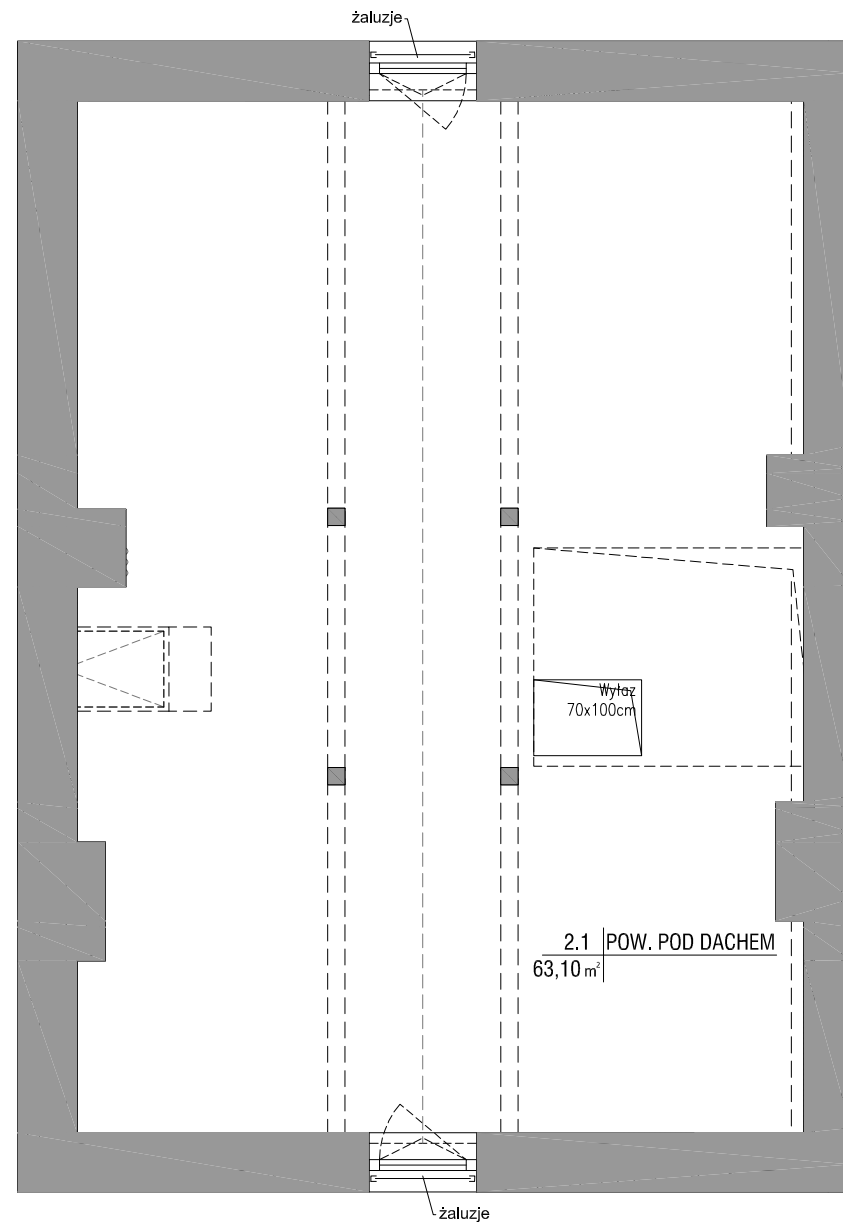 żaluzje
Wyłaz
70x100cm
2.1 POW. POD DACHEM
63,10 m²
żaluzje